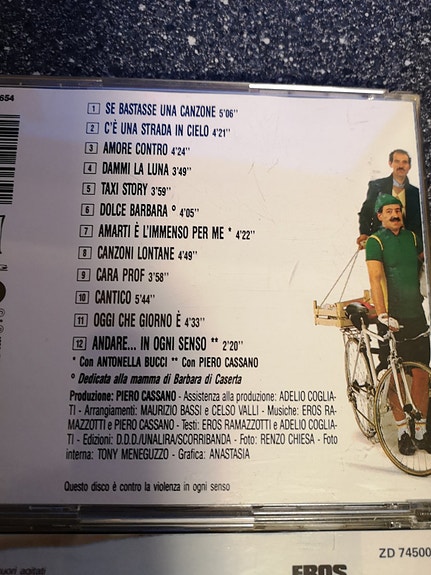 654
1 SE BASTASSE UNA CANZONE 5'06"
2 C'È UNA STRADA IN CIELO 4'21"
3 AMORE CONTRO 4'24"
4 DAMMI LA LUNA 3'49"
5 TAXI STORY 3'59"
6 DOLCE BARBARA ° 4'05"
7 AMARTI È L'IMMENSO PER ME * 4'22"
8 CANZONI LONTANE 4'49"
9 CARA PROF 3'58"
10 CANTICO 5'44"
11 OGGI CHE GIORNO È 4'33"
12 ANDARE... IN OGNI SENSO ** 2'20"
* Con ANTONELLA BUCCI ** Con PIERO CASSANO
° Dedicata alla mamma di Barbara di Caserta
Produzione: PIERO CASSANO - Assistenza alla produzione: ADELIO COGLIA-
TI - Arrangiamenti: MAURIZIO BASSI e CELSO VALLI - Musiche: EROS RA-
MAZZOTTI e PIERO CASSANO - Testi: EROS RAMAZZOTTI e ADELIO COGLIA-
TI - Edizioni: D.D.D./UNALIRA/SCORRIBANDA - Foto: RENZO CHIESA - Foto
interna: TONY MENEGUZZO - Grafica: ANASTASIA
Questo disco è contro la violenza in ogni senso
ZD 74500
cuori agitati
EROS